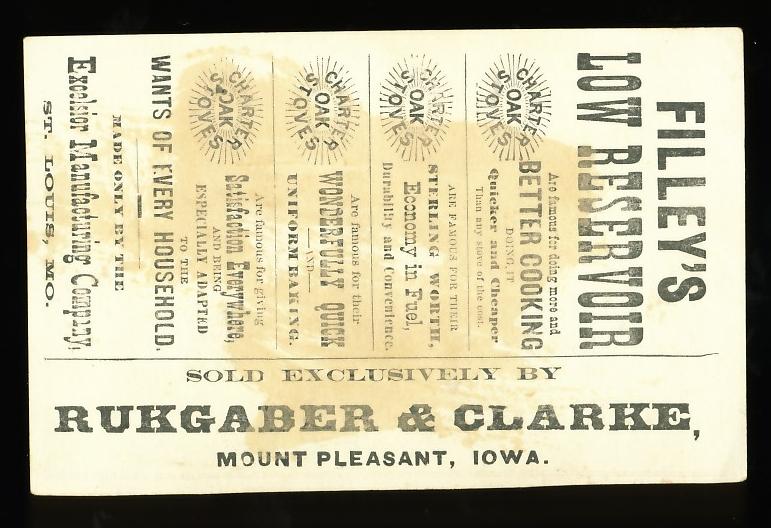 FILLEY'S
LOW RESERVOIR
CHARTER
OAK
STOVES
Are famous for doing more and
BETTER COOKING
DOING IT
Quicker and Cheaper
Than any stove of the cost.
CHARTER
OAK
STOVES
ARE FAMOUS FOR THEIR
STERLING WORTH,
Economy in Fuel,
Durability and Convenience.
CHARTER
OAK
STOVES
Are famous for their
WONDERFULLY QUICK
—AND—
UNIFORM BAKING.
CHARTER
OAK
STOVES
Are famous for giving
Satisfaction Everywhere,
AND BEING
ESPECIALLY ADAPTED
TO THE
WANTS OF EVERY HOUSEHOLD.
MADE ONLY BY THE
Excelsior Manufacturing Company,
ST. LOUIS, MO.
SOLD EXCLUSIVELY BY
RUKGABER & CLARKE,
MOUNT PLEASANT, IOWA.